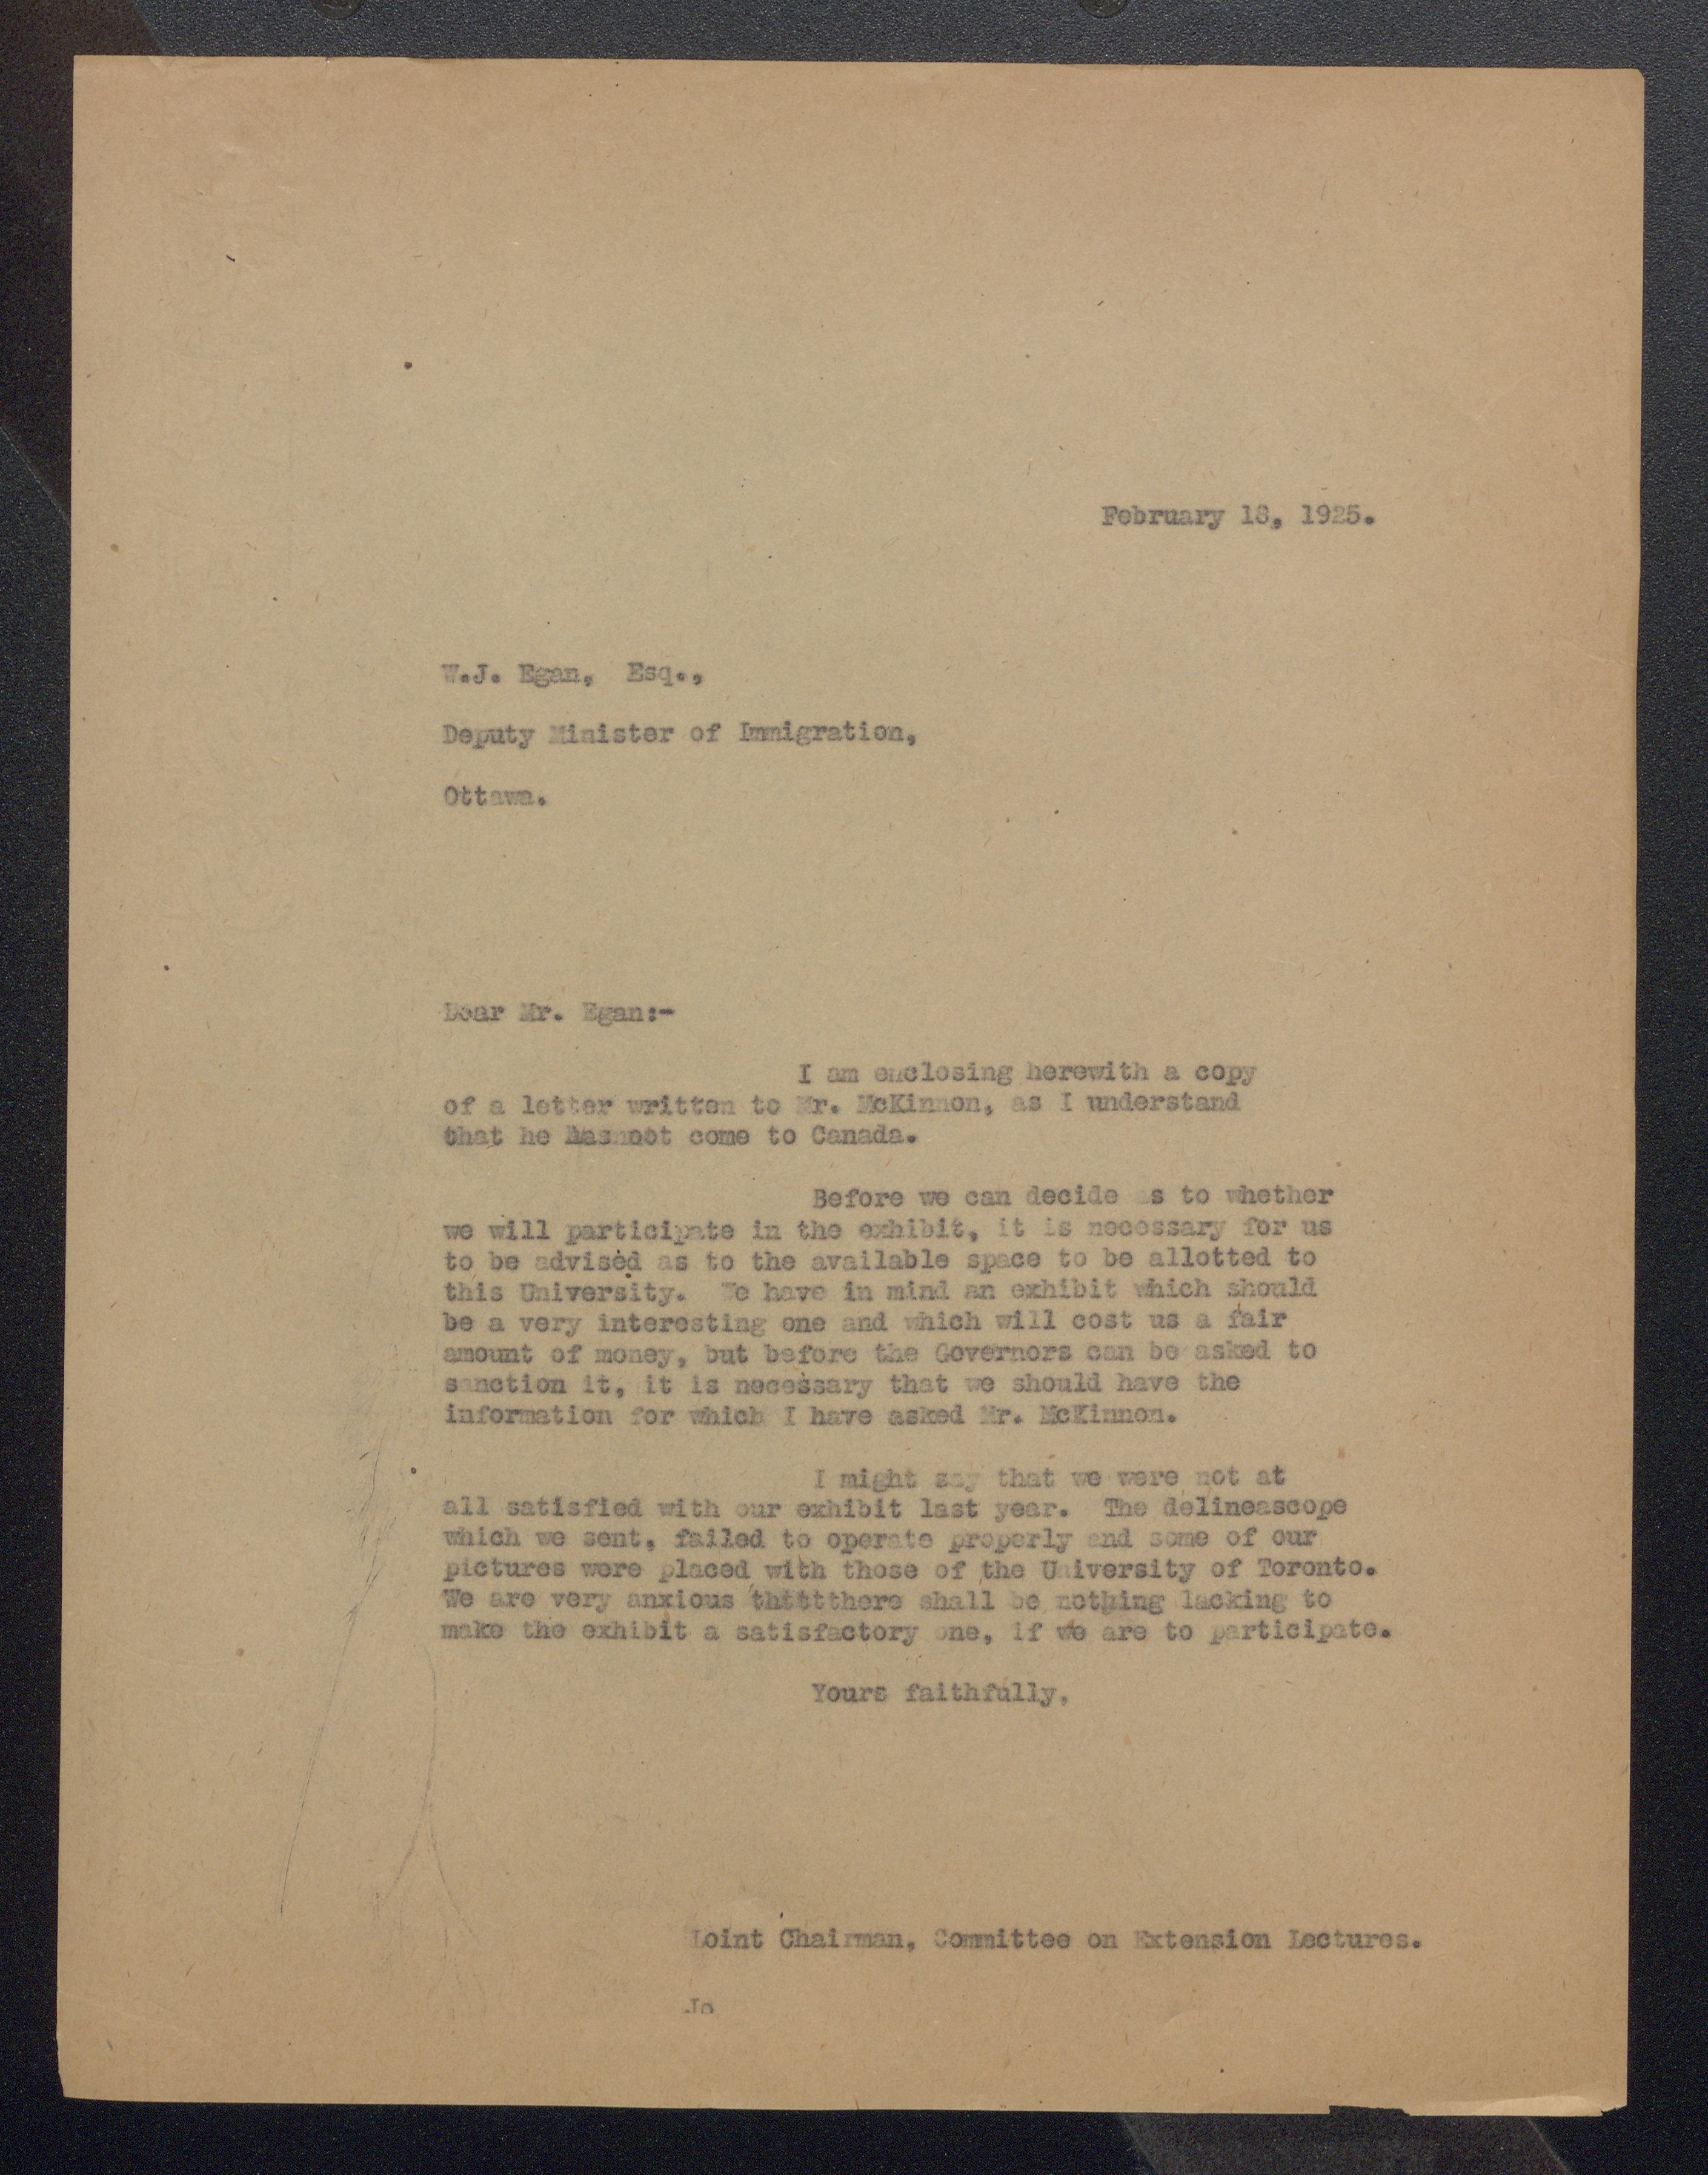 February 18, 1925.
W.J. Egan, Esq.,
Deputy Minister of Immigration,
Ottawa.
Dear Mr. Egan:-
I am enclosing herewith a copy
of a letter written to Mr. McKinnon, as I understand
that he has not come to Canada.
Before we can decide as to whether
we will participate in the exhibit, it is necessary for us
to be advised as to the available space to be allotted to
this University. We have in mind an exhibit which should
be a very interesting one and which will cost us a fair
amount of money, but before the Governors can be asked to
sanction it, it is necessary that we should have the
information for which I have asked Mr. McKinnon.
I might say that we were not at
all satisfied with our exhibit last year. The delineascope
which we sent, failed to operate properly and some of our
pictures were placed with those of the University of Toronto.
We are very anxious thttttthere shall be nothing lacking to
make the exhibit a satisfactory one, if we are to participate.
Yours faithfully,
Loint Chairman, Committee on Extension Lectures.
Jo